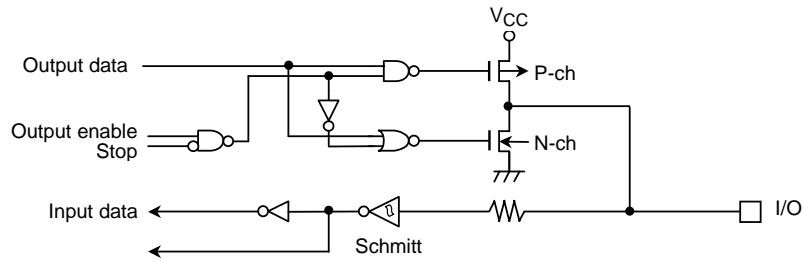 VCC
Output data
P-ch
Output enable
Stop
N-ch
Input data
I/O
Schmitt